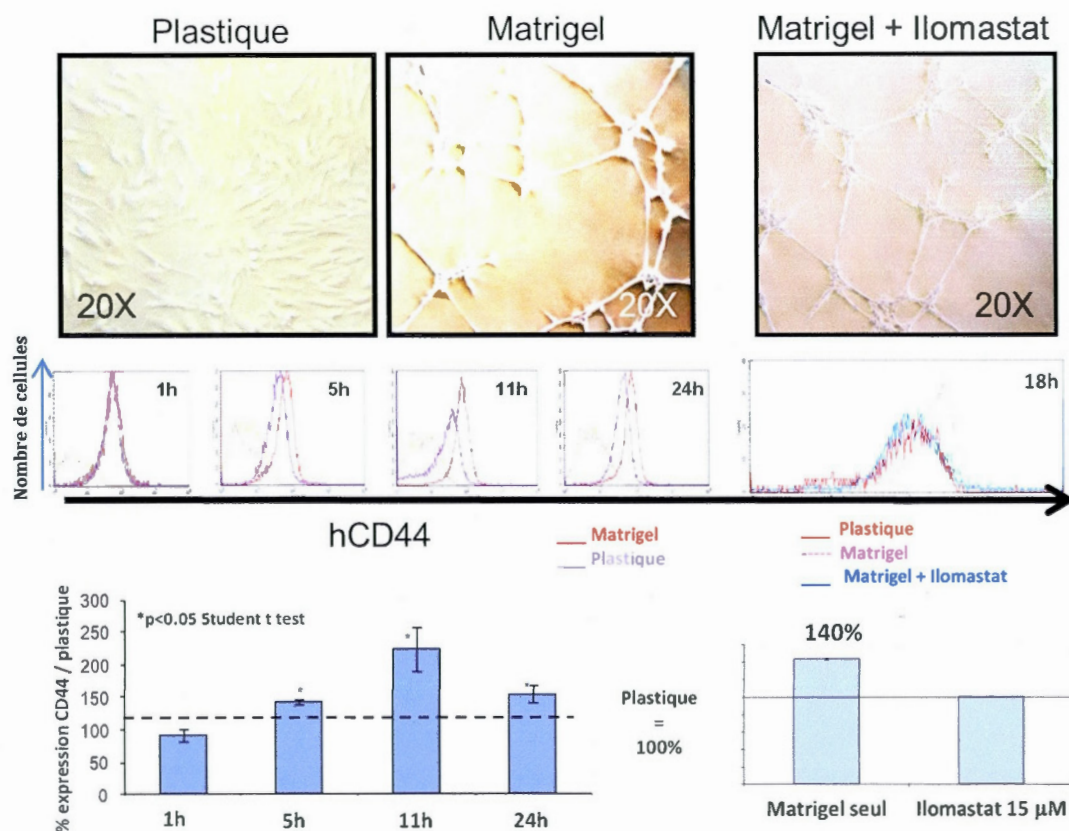 Plastique
Matrigel
Matrigel + Ilomastat
20X
20X
20X
Nombre de cellules
1h
5h
11h
24h
18h
hCD44
Matrigel
Plastique
Plastique
Matrigel
Matrigel + Ilomastat
% expression CD44 / plastique
300
250
200
150
100
50
0
*p<0.05 Student t test
*
*
*
1h
5h
11h
24h
Plastique
=
100%
140%
Matrigel seul
Ilomastat 15 µM